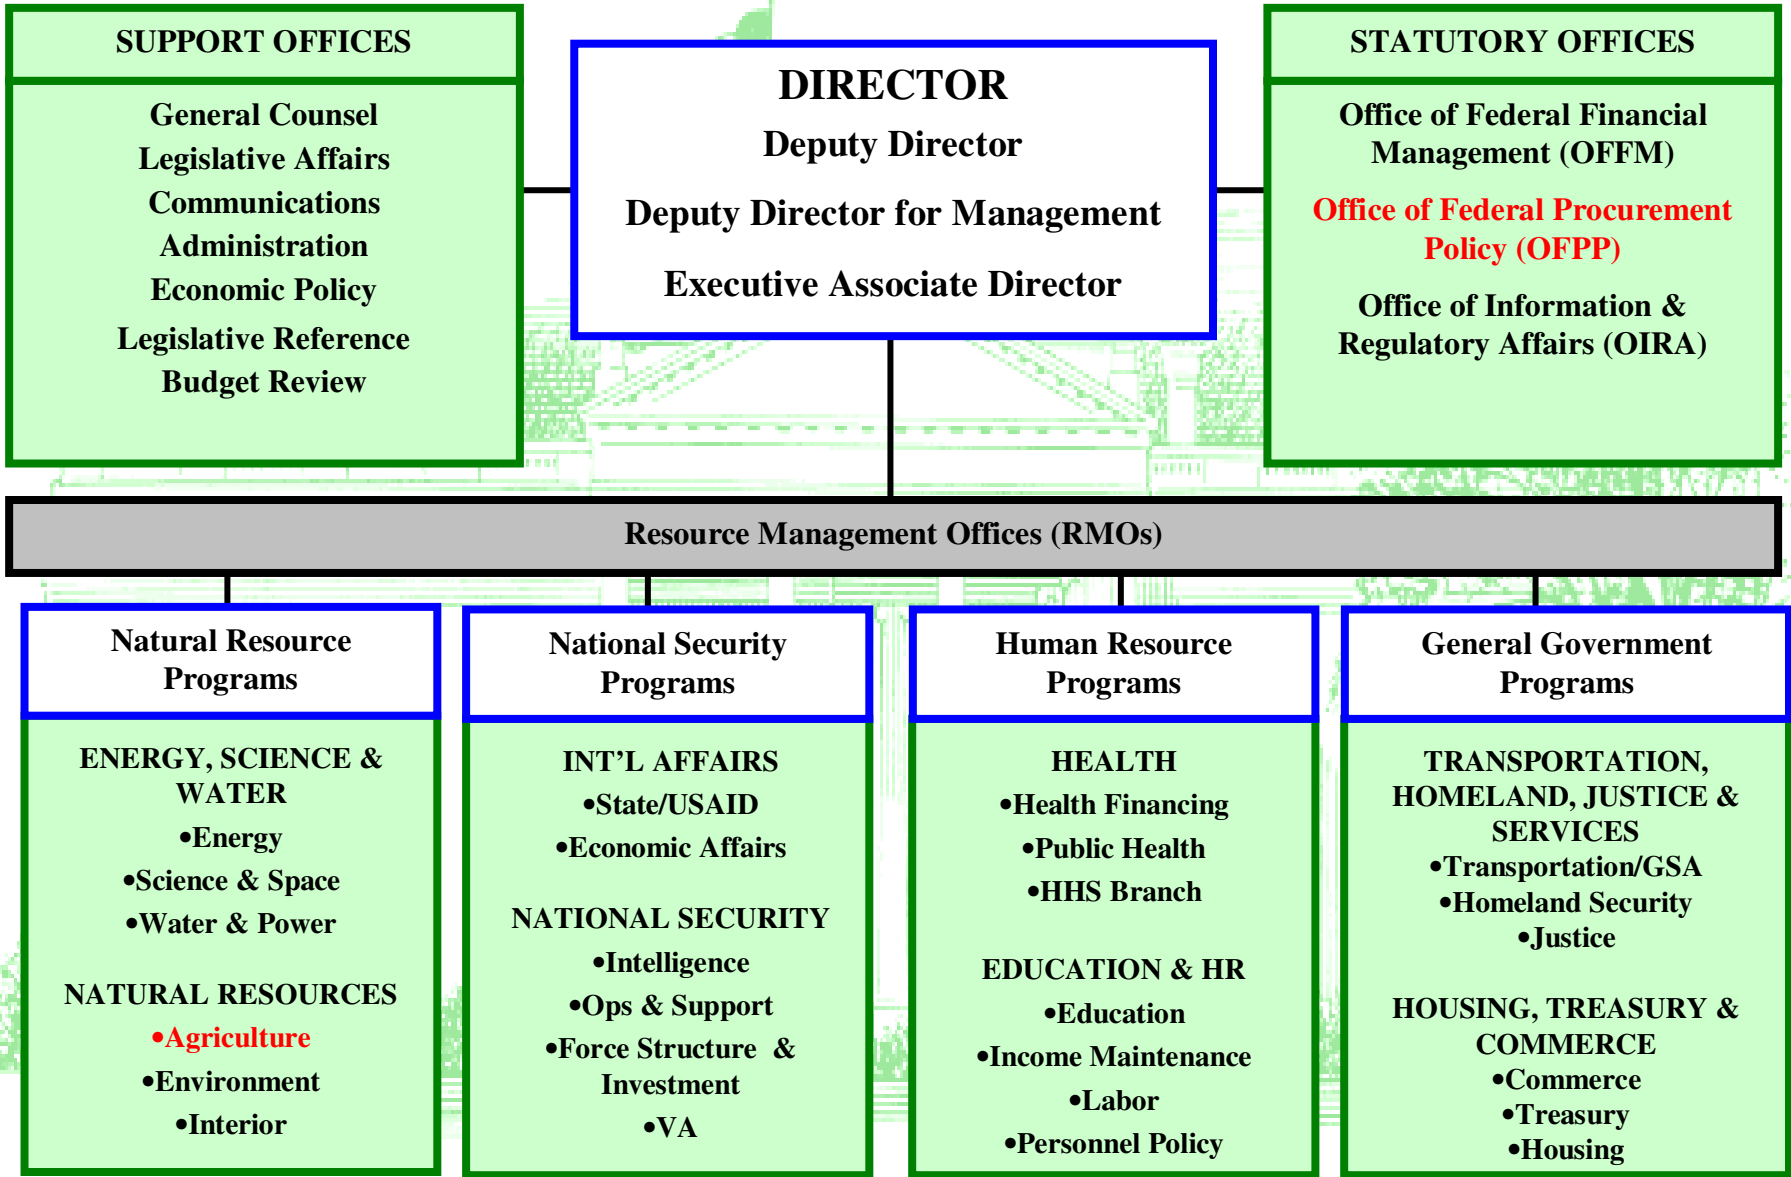 SUPPORT OFFICES
General Counsel
Legislative Affairs
Communications
Administration
Economic Policy
Legislative Reference
Budget Review
DIRECTOR
Deputy Director
Deputy Director for Management
Executive Associate Director
STATUTORY OFFICES
Office of Federal Financial
Management (OFFM)
Office of Federal Procurement
Policy (OFPP)
Office of Information &
Regulatory Affairs (OIRA)
Resource Management Offices (RMOs)
Natural Resource
Programs
ENERGY, SCIENCE &
WATER
•Energy
•Science & Space
•Water & Power
NATURAL RESOURCES
•Agriculture
•Environment
•Interior
National Security
Programs
INT’L AFFAIRS
•State/USAID
•Economic Affairs
NATIONAL SECURITY
•Intelligence
•Ops & Support
•Force Structure &
Investment
•VA
Human Resource
Programs
HEALTH
•Health Financing
•Public Health
•HHS Branch
EDUCATION & HR
•Education
•Income Maintenance
•Labor
•Personnel Policy
General Government
Programs
TRANSPORTATION,
HOMELAND, JUSTICE &
SERVICES
•Transportation/GSA
•Homeland Security
•Justice
HOUSING, TREASURY &
COMMERCE
•Commerce
•Treasury
•Housing